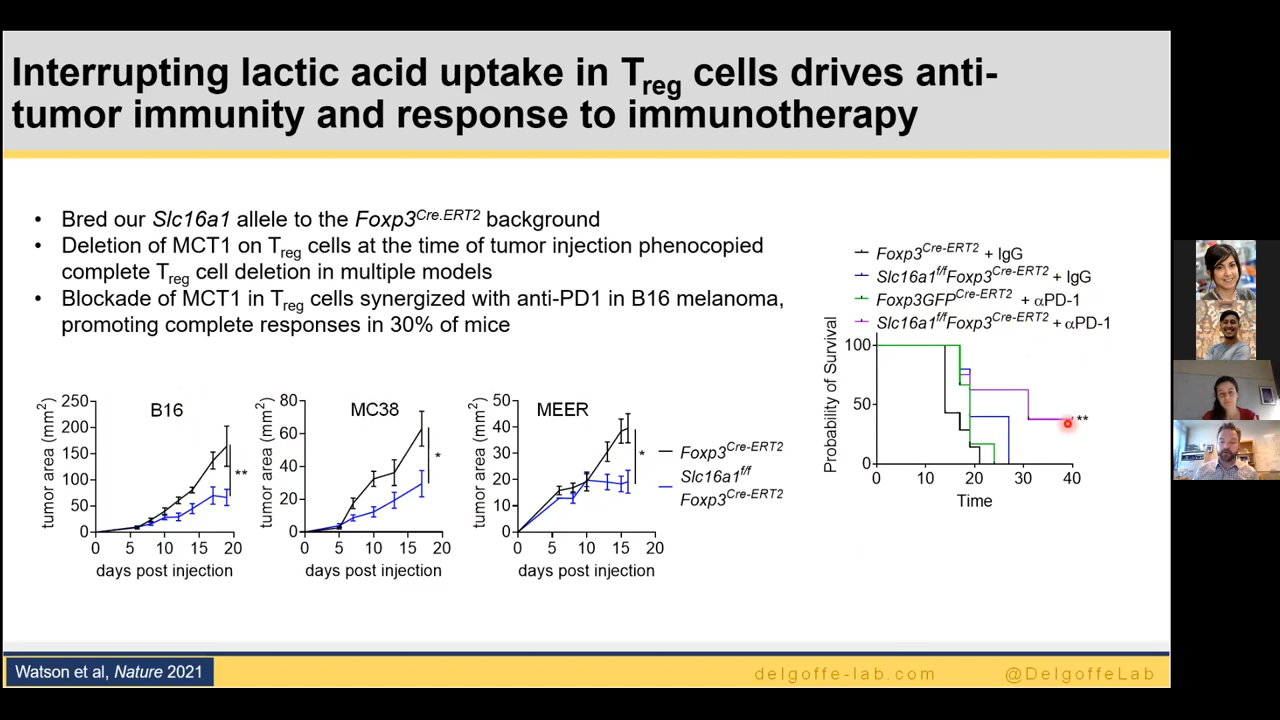 Interrupting lactic acid uptake in Treg cells drives anti-
tumor immunity and response to immunotherapy
• Bred our Slc16a1 allele to the Foxp3Cre.ERT2 background
• Deletion of MCT1 on Treg cells at the time of tumor injection phenocopied
complete Treg cell deletion in multiple models
• Blockade of MCT1 in Treg cells synergized with anti-PD1 in B16 melanoma,
promoting complete responses in 30% of mice
B16
tumor area (mm2)
250
200
150
100
50
0
0 5 10 15 20
days post injection
**
MC38
tumor area (mm2)
80
60
40
20
0
0 5 10 15 20
days post injection
*
MEER
tumor area (mm2)
50
40
30
20
10
0
0 5 10 15 20
days post injection
*
Foxp3Cre-ERT2
Slc16a1f/f
Foxp3Cre-ERT2
Foxp3Cre-ERT2 + IgG
Slc16a1f/fFoxp3Cre-ERT2 + IgG
Foxp3GFPCre-ERT2 + αPD-1
Slc16a1f/fFoxp3Cre-ERT2 + αPD-1
Probability of Survival
100
50
0
0 10 20 30 40
Time
**
Watson et al, Nature 2021
delgoffe-lab.com
@DelgoffeLab